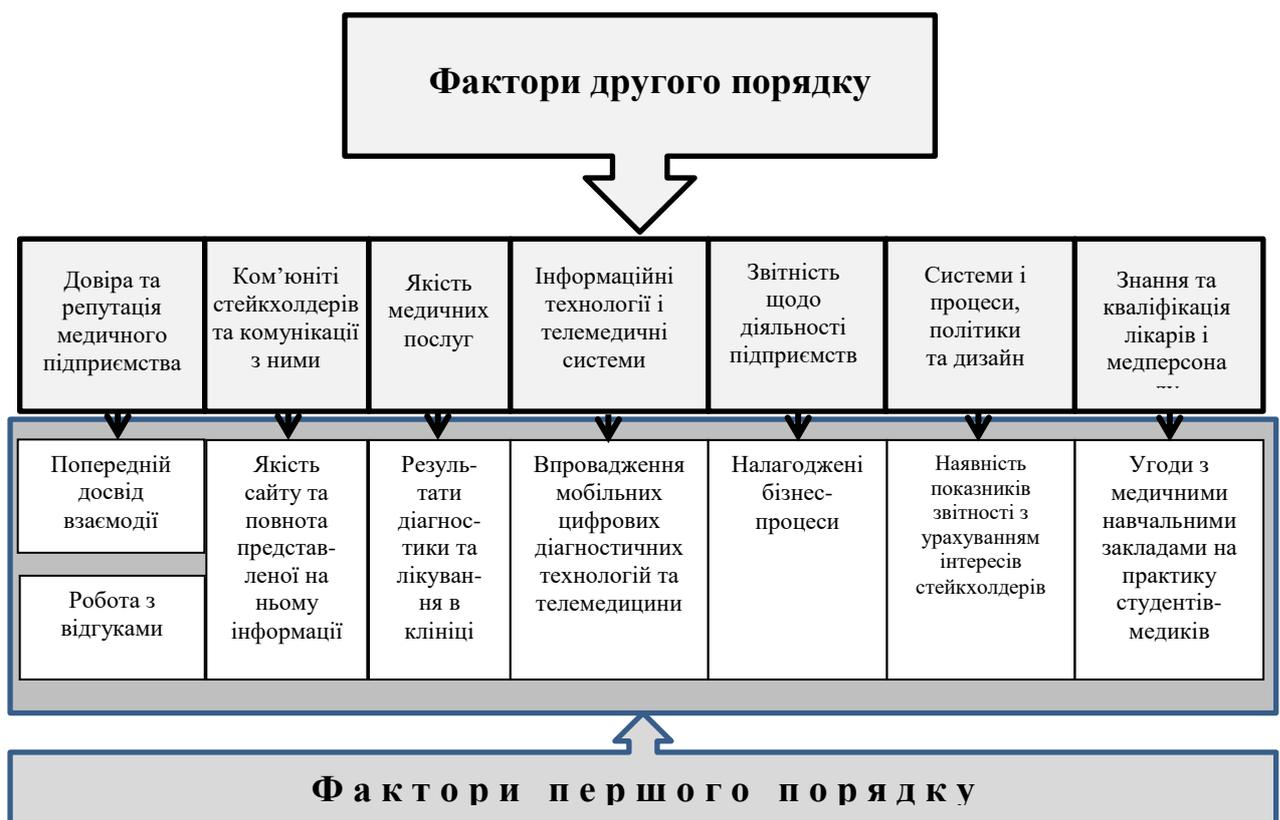 Фактори другого порядку
Довіра та
репутація
медичного
підприємства
Ком’юніті
стейкхолдерів
та комунікації
з ними
Якість
медичних
послуг
Інформаційні
технології і
телемедичні
системи
Звітність
щодо
діяльності
підприємств
Системи і
процеси,
політики
та дизайн
Знання та
кваліфікація
лікарів і
медперсона
Попередній
досвід
взаємодії
Робота з
відгуками
Якість
сайту та
повнота
представ-
леної на
ньому
інформації
Резуль-
тати
діагнос-
тики та
лікуван-
ня в
клініці
Впровадження
мобільних
цифрових
діагностичних
технологій та
телемедицини
Налагоджені
бізнес-
процеси
Наявність
показників
звітності з
урахуванням
інтересів
стейкхолдерів
Угоди з
медичними
навчальними
закладами на
практику
студентів-
медиків
Фактори першого порядку